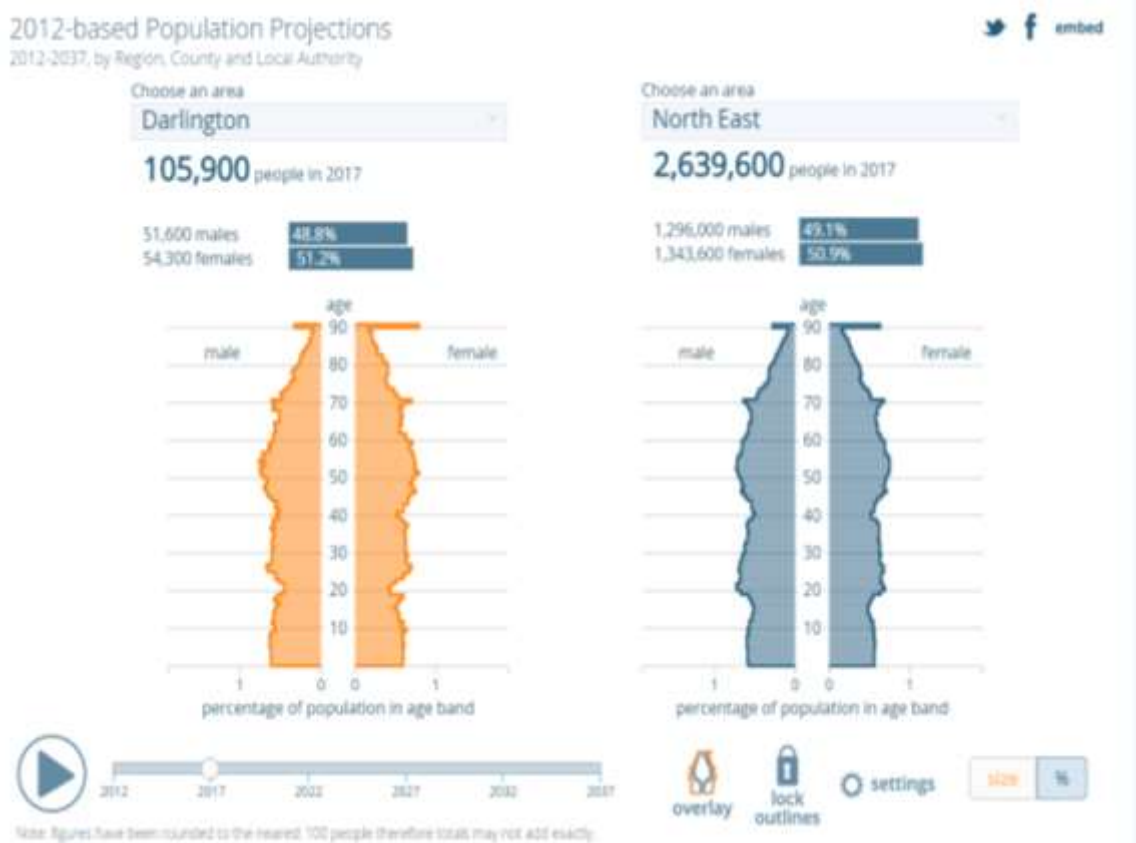 2012-based Population Projections
embed
2012-2037, by Region, County and Local Authority
Choose an area
Darlington
105,900 people in 2017
51,600 males 48.8%
54,300 females 51.2%
age
90
male
female
80
70
60
50
40
30
20
10
1 0 0 1
percentage of population in age band
Choose an area
North East
2,639,600 people in 2017
1,296,000 males 49.1%
1,343,600 females 50.9%
age
90
male
female
80
70
60
50
40
30
20
10
1 0 0 1
percentage of population in age band
2012 2017 2022 2027 2032 2037
overlay
lock
outlines
settings
size
%
Note: figures have been rounded to the nearest 100 people therefore totals may not add exactly.